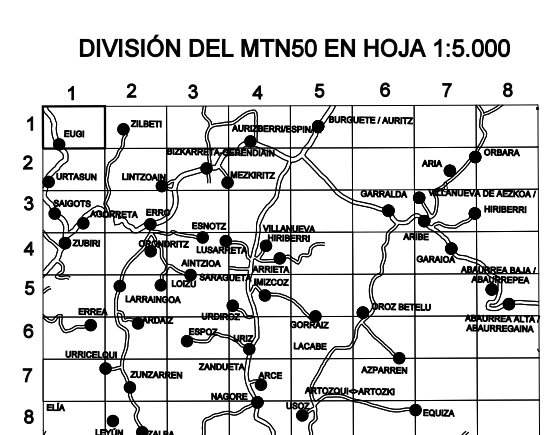 DIVISIÓN DEL MTN50 EN HOJA 1:5.000
1 2 3 4 5 6 7 8
1
EUGI
ZILBETI
AURIZBERRI/ESPINAL
BURGUETE / AURITZ
2
BIZKARRETA-GERENDIAIN
ORBARA
ARIA
URTASUN
LINTZOAIN
MEZKIRITZ
3
GARRALDA
VILLANUEVA DE AEZKOA /
HIRIBERRI
SAIGOTS
AGORRETA
ERRO
ESNOTZ
VILLANUEVA
HIRIBERRI
ARIBE
4
ZUBIRI
ORONDRITZ
LUSARRETA
GARAIOA
AINTZIOA
ARRIETA
ABAURREA BAJA /
ABAURREPEA
5
LOIZU
SARAGUETA
IMIZCOZ
LARRAINGOA
ERREA
ARDAIZ
URDIROZ
GORRAIZ
OROZ BETELU
ABAURREA ALTA /
ABAURREGAINA
6
ESPOZ
URIZ
LACABE
URRICELQUI
ZANDUETA
AZPARREN
7
ZUNZARREN
ARCE
ARTOZQUI<>ARTOZKI
NAGORE
8
ELÍA
USOZ
EQUIZA
LEYÚN
ZALBA